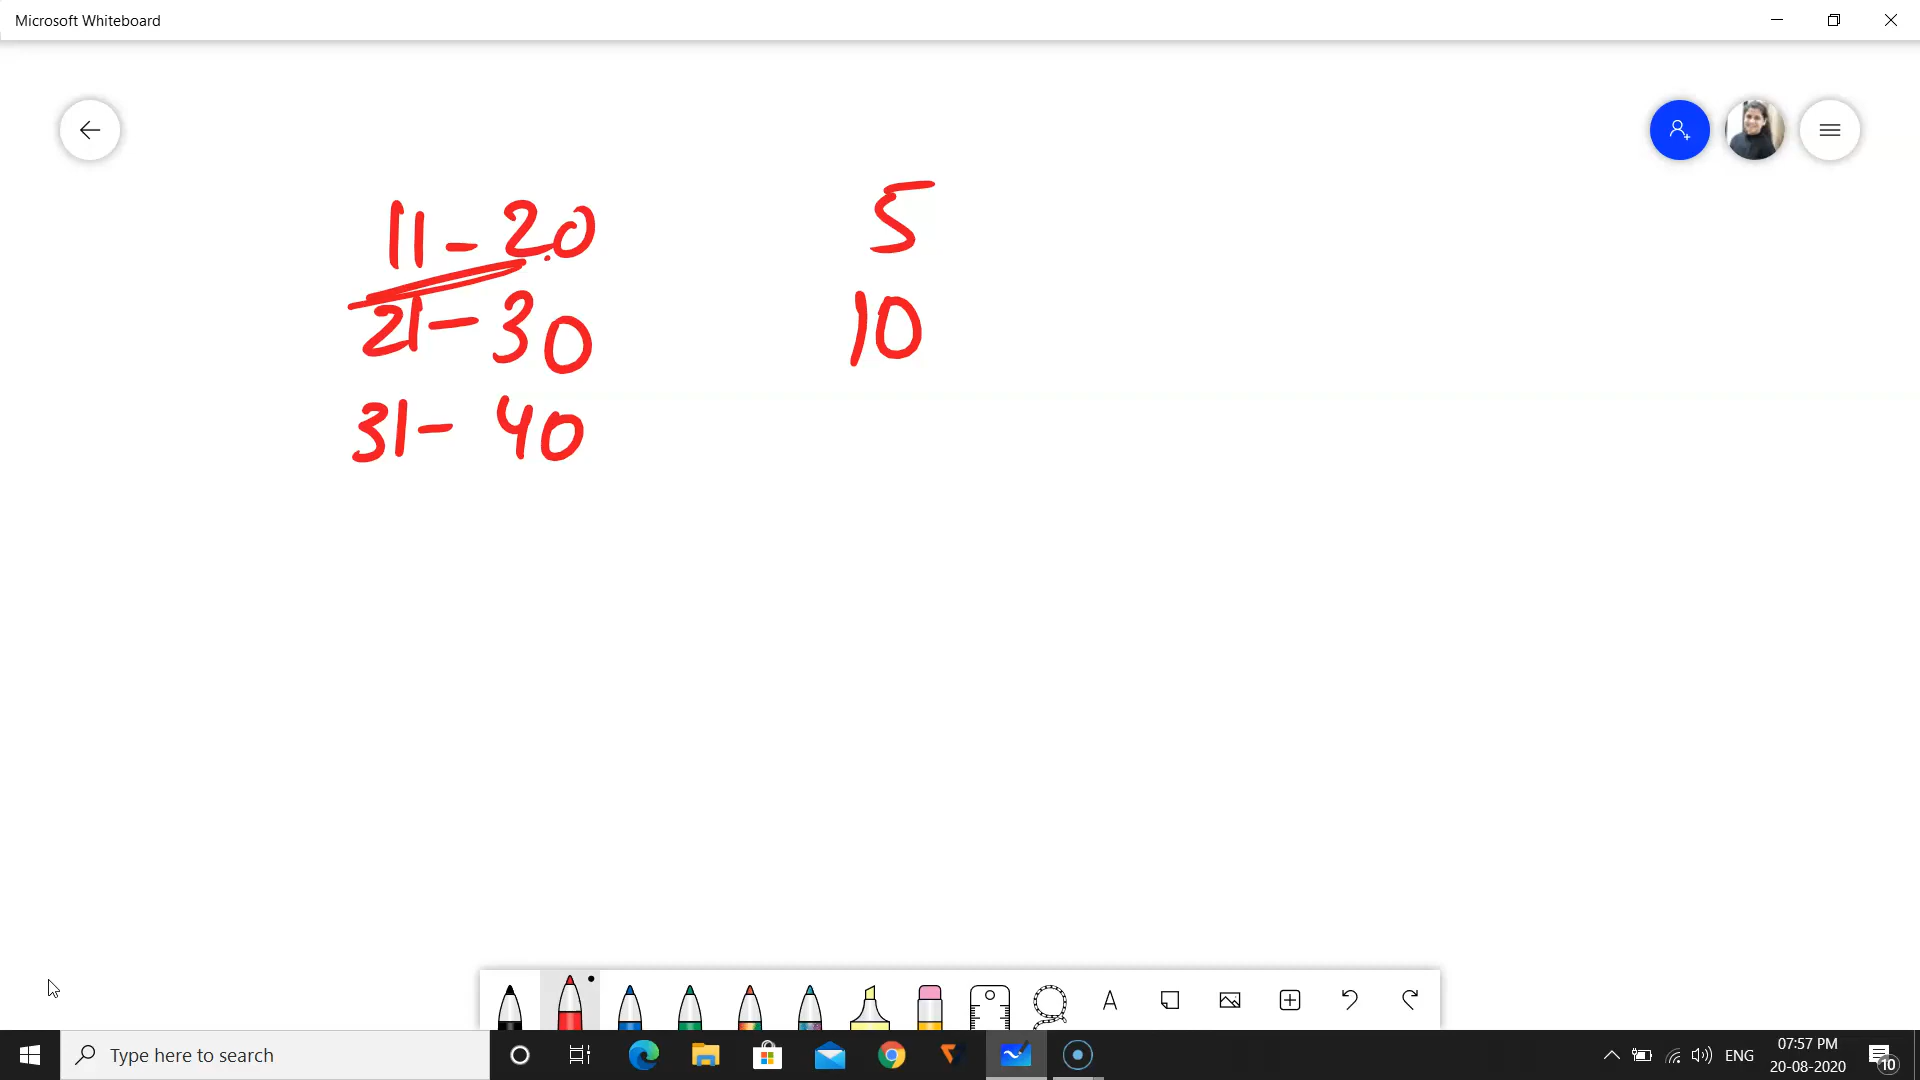 Microsoft Whiteboard
11 - 20 5
21 - 30 10
31 - 40
A
Type here to search
ENG
07:57 PM
20-08-2020
10